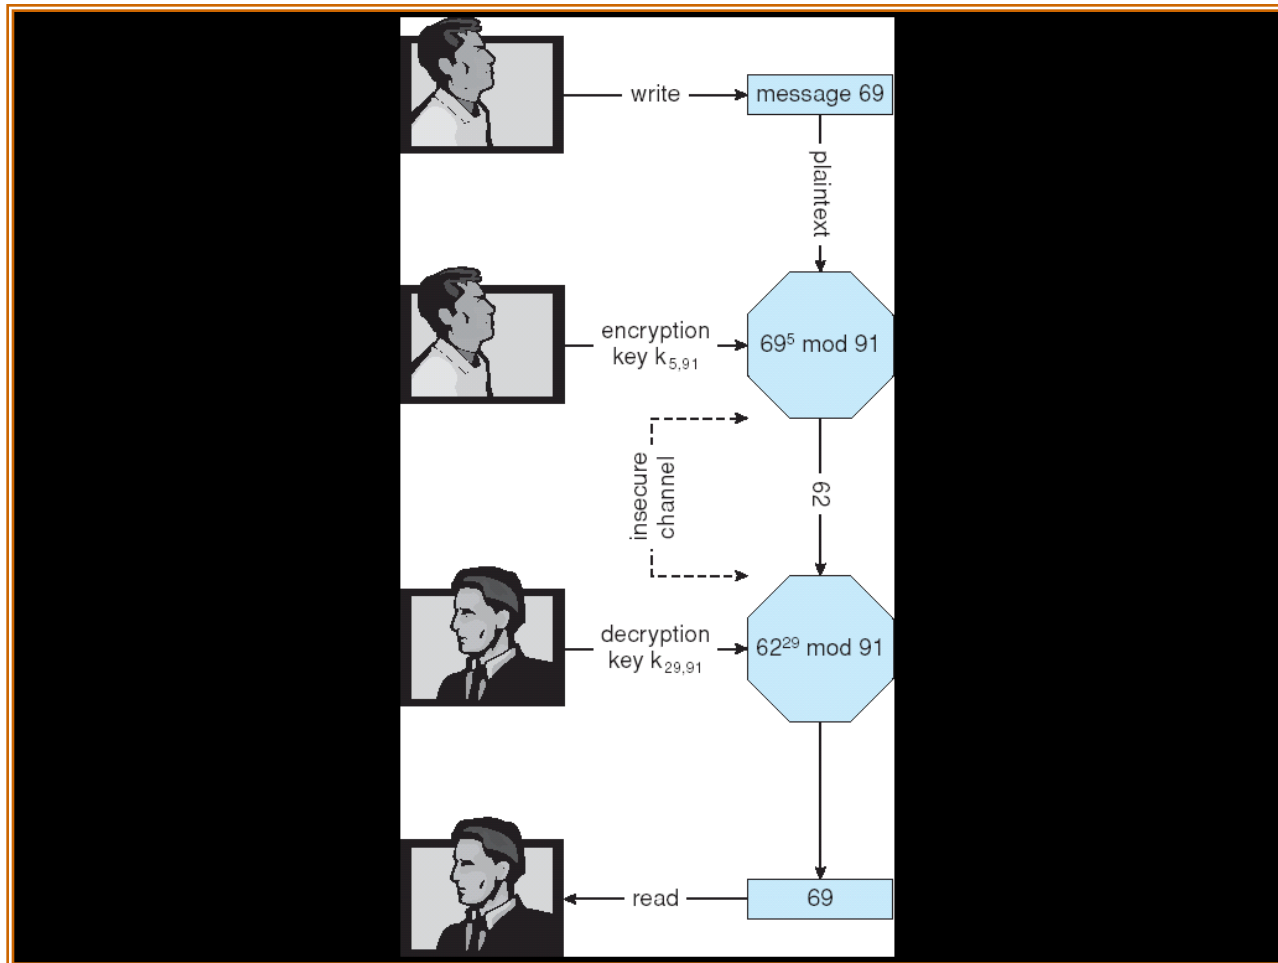 write
message 69
plaintext
encryption
key k₅,₉₁
69⁵ mod 91
insecure
channel
62
decryption
key k₂₉,₉₁
62²⁹ mod 91
read
69